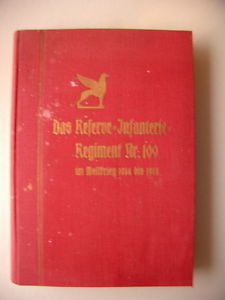 Das Reserve-Infanterie-
Regiment Nr. 109
im Weltkrieg 1914 bis 1918